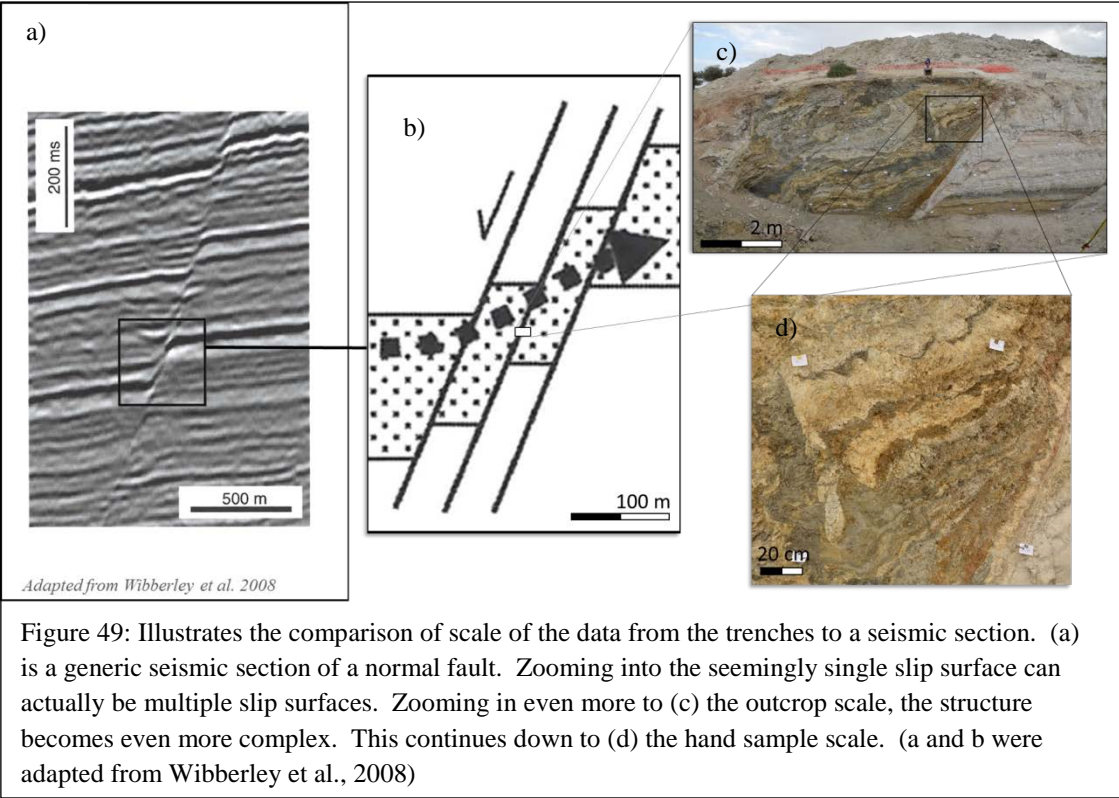 a)
200 ms
500 m
Adapted from Wibberley et al. 2008
b)
100 m
c)
2 m
d)
20 cm
Figure 49: Illustrates the comparison of scale of the data from the trenches to a seismic section. (a)
is a generic seismic section of a normal fault. Zooming into the seemingly single slip surface can
actually be multiple slip surfaces. Zooming in even more to (c) the outcrop scale, the structure
becomes even more complex. This continues down to (d) the hand sample scale. (a and b were
adapted from Wibberley et al., 2008)